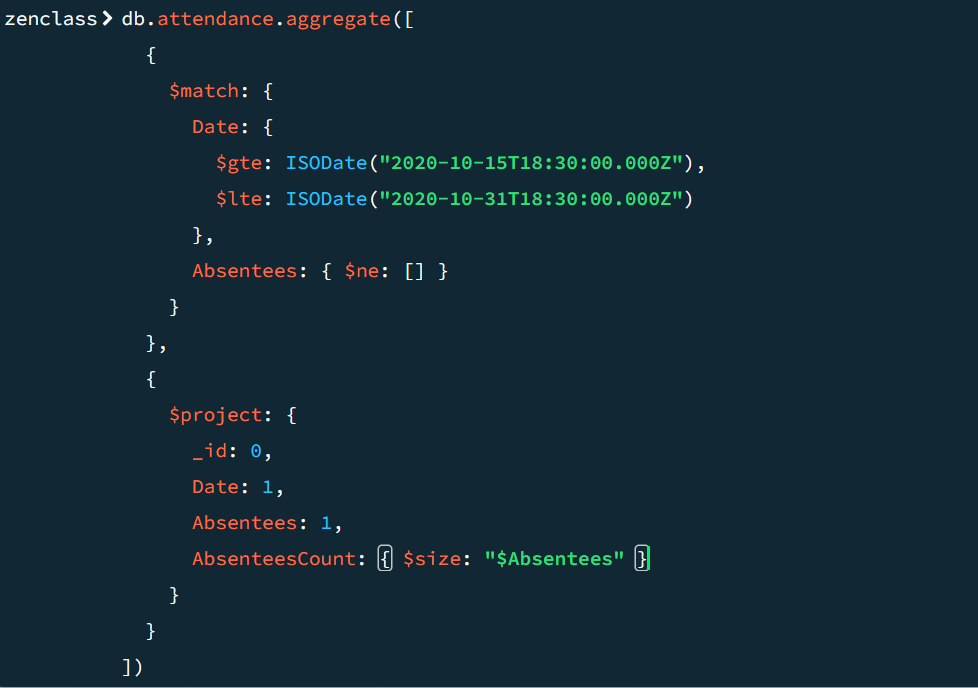 zenclass❯ db.attendance.aggregate([
{
$match: {
Date: {
$gte: ISODate("2020-10-15T18:30:00.000Z"),
$lte: ISODate("2020-10-31T18:30:00.000Z")
},
Absentees: { $ne: [] }
}
},
{
$project: {
_id: 0,
Date: 1,
Absentees: 1,
AbsenteesCount: { $size: "$Absentees" }
}
}
])